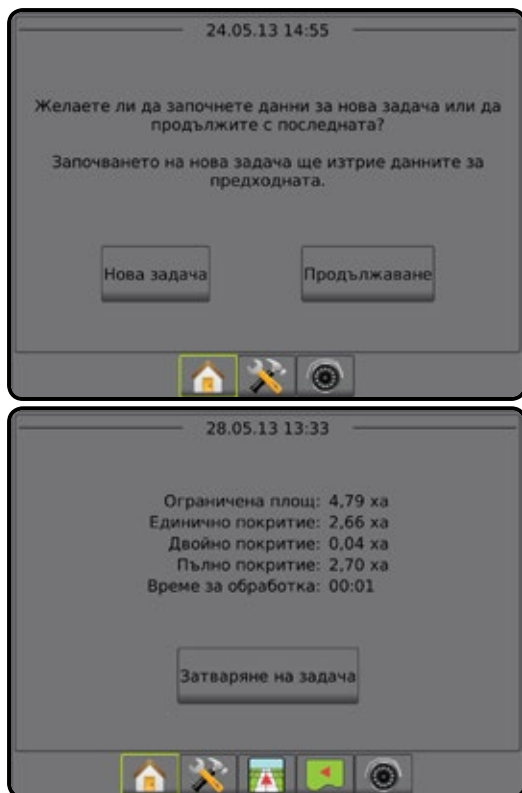 24.05.13 14:55
Желаете ли да започнете данни за нова задача или да
продължите с последната?
Започването на нова задача ще изтрие данните за
предходната.
Нова задача
Продължаване
28.05.13 13:33
Ограничена площ: 4,79 ха
Единично покритие: 2,66 ха
Двойно покритие: 0,04 ха
Пълно покритие: 2,70 ха
Време за обработка: 00:01
Затваряне на задача